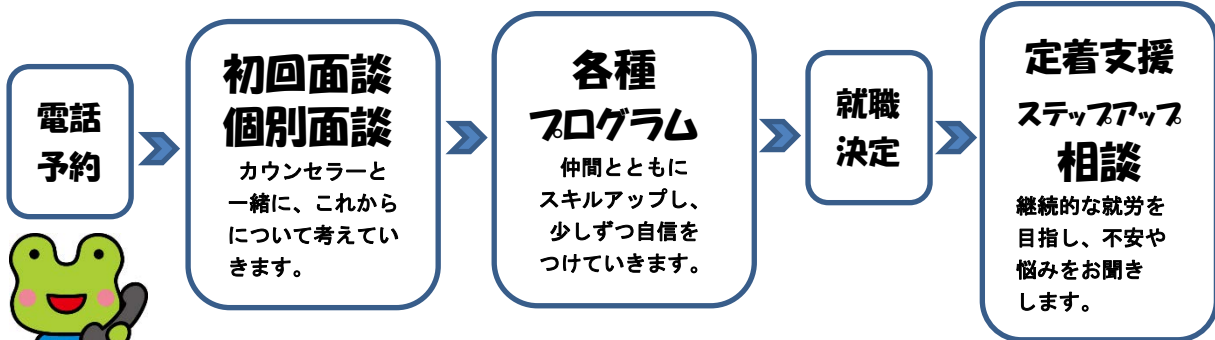 電話
予約
初回面談
個別面談
カウンセラーと
一緒に、これから
について考えてい
きます。
各種
プログラム
仲間とともに
スキルアップし、
少しずつ自信を
つけていきます。
就職
決定
定着支援
ステップアップ
相談
継続的な就労を
目指し、不安や
悩みをお聞き
します。